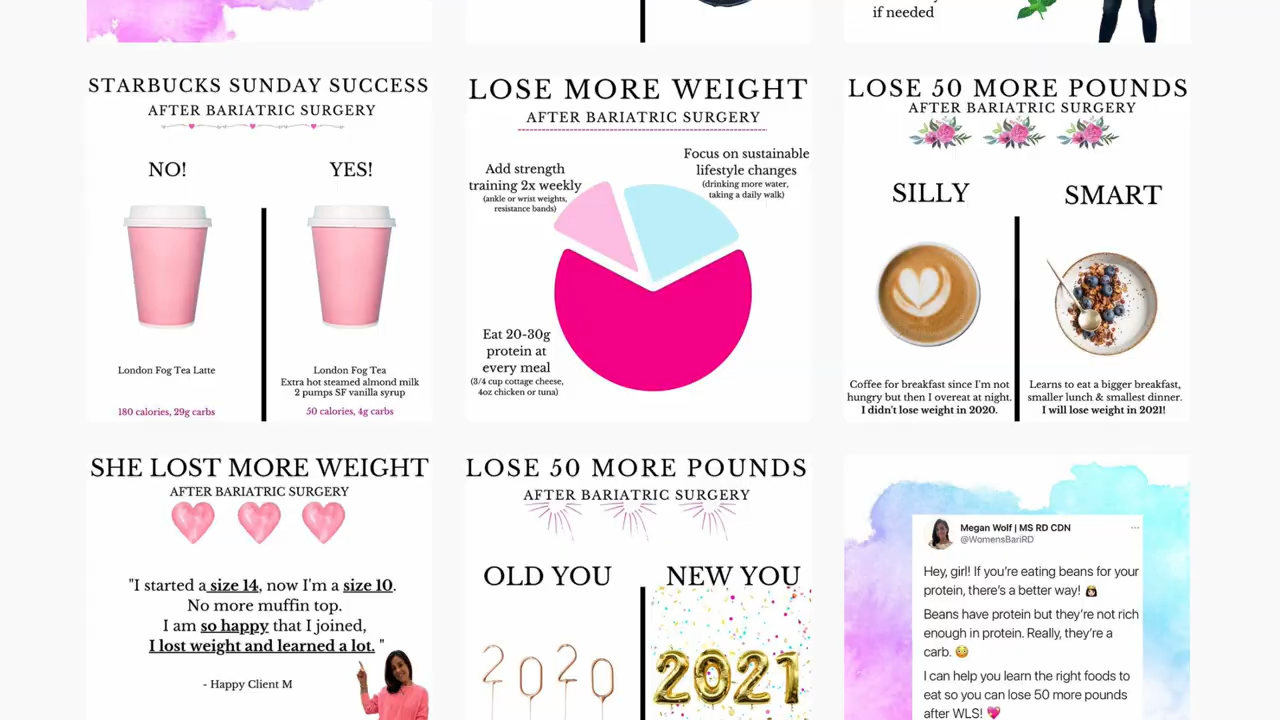 if needed
STARBUCKS SUNDAY SUCCESS
AFTER BARIATRIC SURGERY
NO!
YES!
London Fog Tea Latte
180 calories, 29g carbs
London Fog Tea
Extra hot steamed almond milk
2 pumps SF vanilla syrup
50 calories, 4g carbs
LOSE MORE WEIGHT
AFTER BARIATRIC SURGERY
Add strength
training 2x weekly
(ankle or wrist weights,
resistance bands)
Focus on sustainable
lifestyle changes
(drinking more water,
taking a daily walk)
Eat 20-30g
protein at
every meal
(3/4 cup cottage cheese,
4oz chicken or tuna)
LOSE 50 MORE POUNDS
AFTER BARIATRIC SURGERY
SILLY
SMART
Coffee for breakfast since I'm not
hungry but then I overeat at night.
I didn't lose weight in 2020.
Learns to eat a bigger breakfast,
smaller lunch & smallest dinner.
I will lose weight in 2021!
SHE LOST MORE WEIGHT
AFTER BARIATRIC SURGERY
"I started a size 14, now I'm a size 10.
No more muffin top.
I am so happy that I joined,
I lost weight and learned a lot. "
- Happy Client M
LOSE 50 MORE POUNDS
AFTER BARIATRIC SURGERY
OLD YOU
NEW YOU
2020
2021
Megan Wolf | MS RD CDN
@WomensBariRD
Hey, girl! If you're eating beans for your
protein, there's a better way! 👩
Beans have protein but they're not rich
enough in protein. Really, they're a
carb. 😳
I can help you learn the right foods to
eat so you can lose 50 more pounds
after WLS! 💖